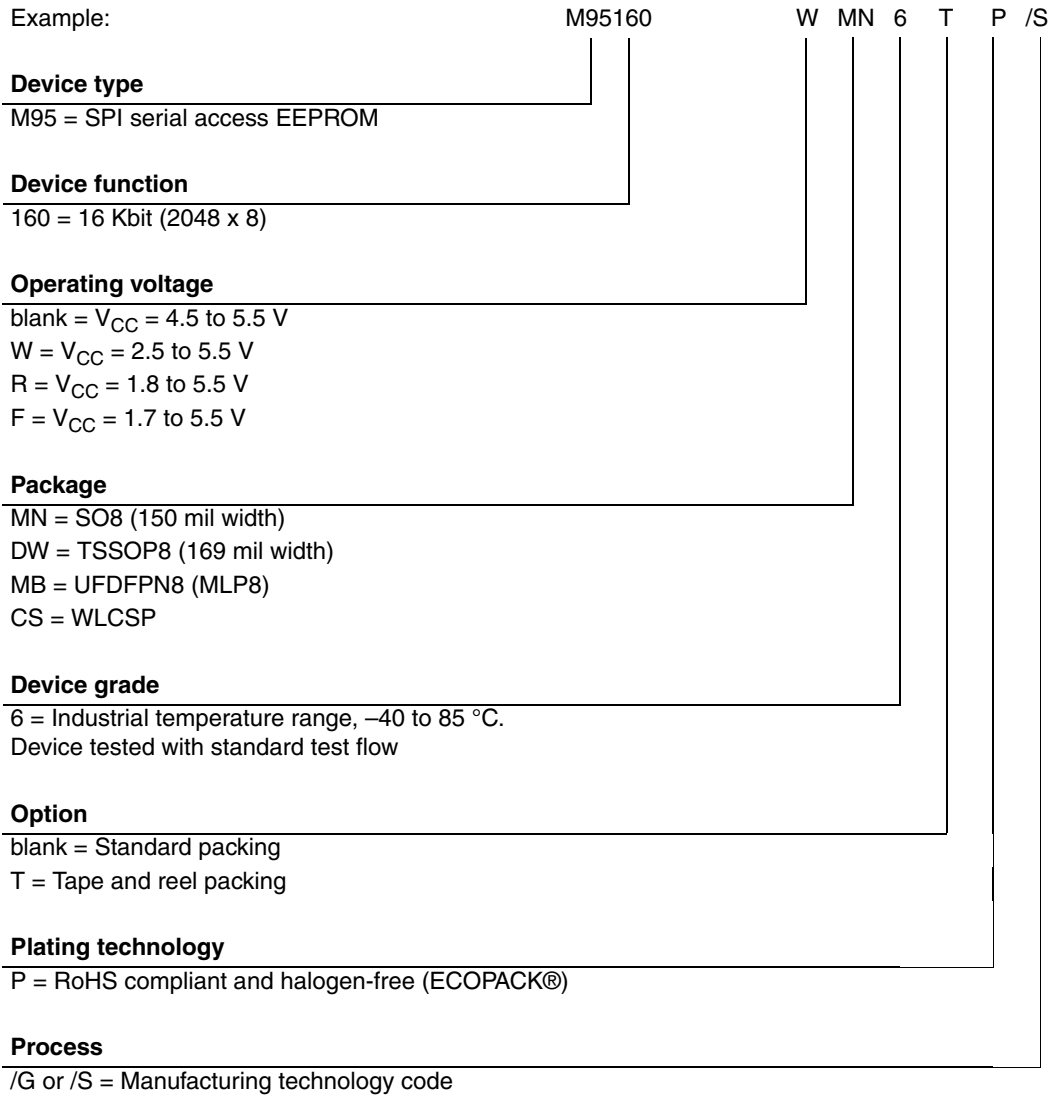 Example: M95160 W MN 6 T P /S
Device type
M95 = SPI serial access EEPROM
Device function
160 = 16 Kbit (2048 x 8)
Operating voltage
blank = VCC = 4.5 to 5.5 V
W = VCC = 2.5 to 5.5 V
R = VCC = 1.8 to 5.5 V
F = VCC = 1.7 to 5.5 V
Package
MN = SO8 (150 mil width)
DW = TSSOP8 (169 mil width)
MB = UFDFPN8 (MLP8)
CS = WLCSP
Device grade
6 = Industrial temperature range, –40 to 85 °C.
Device tested with standard test flow
Option
blank = Standard packing
T = Tape and reel packing
Plating technology
P = RoHS compliant and halogen-free (ECOPACK®)
Process
/G or /S = Manufacturing technology code